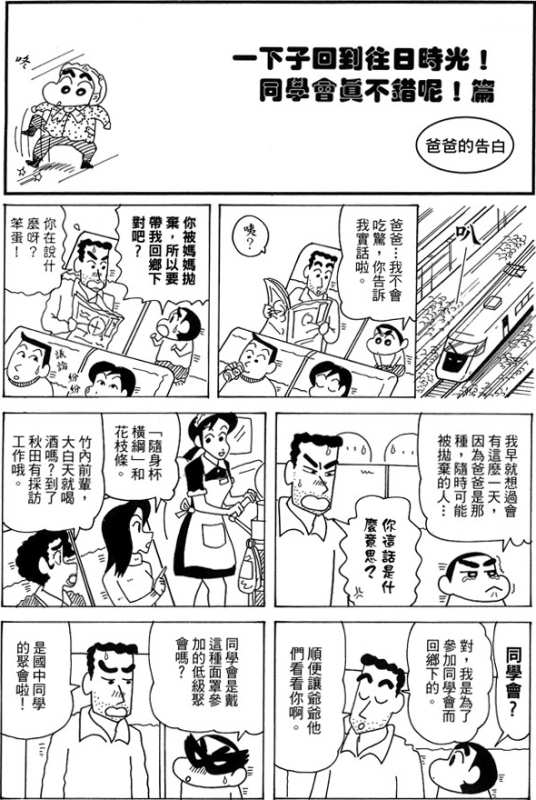 咚
一下子回到往日時光！
同學會真不錯呢！篇
爸爸的告白
叭
爸爸…我不會
吃驚，你告訴
我實話啦。
咦？
你被媽媽拋
棄，所以要
帶我回鄉下
對吧？
你在說什
麼呀？
笨蛋！
議論
紛紛
我早就想過會
有這麼一天，
因為爸爸是那
種，隨時可能
被拋棄的人…
你這話是什
麼意思？
「隨身杯
橫綱」和
花枝條。
竹內前輩，
大白天就喝
酒嗎？到了
秋田有採訪
工作哦。
同學會？
對，我是為了
參加同學會而
回鄉下的。
順便讓爺爺他
們看看你啊。
同學會是戴
這種面罩參
加的低級聚
會嗎？
是國中同學
的聚會啦！